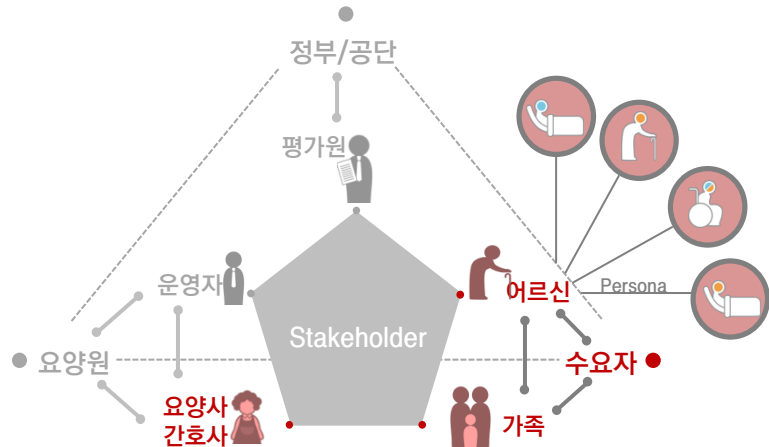 정부/공단
평가원
운영자
어르신
Persona
Stakeholder
요양원
수요자
요양사
간호사
가족